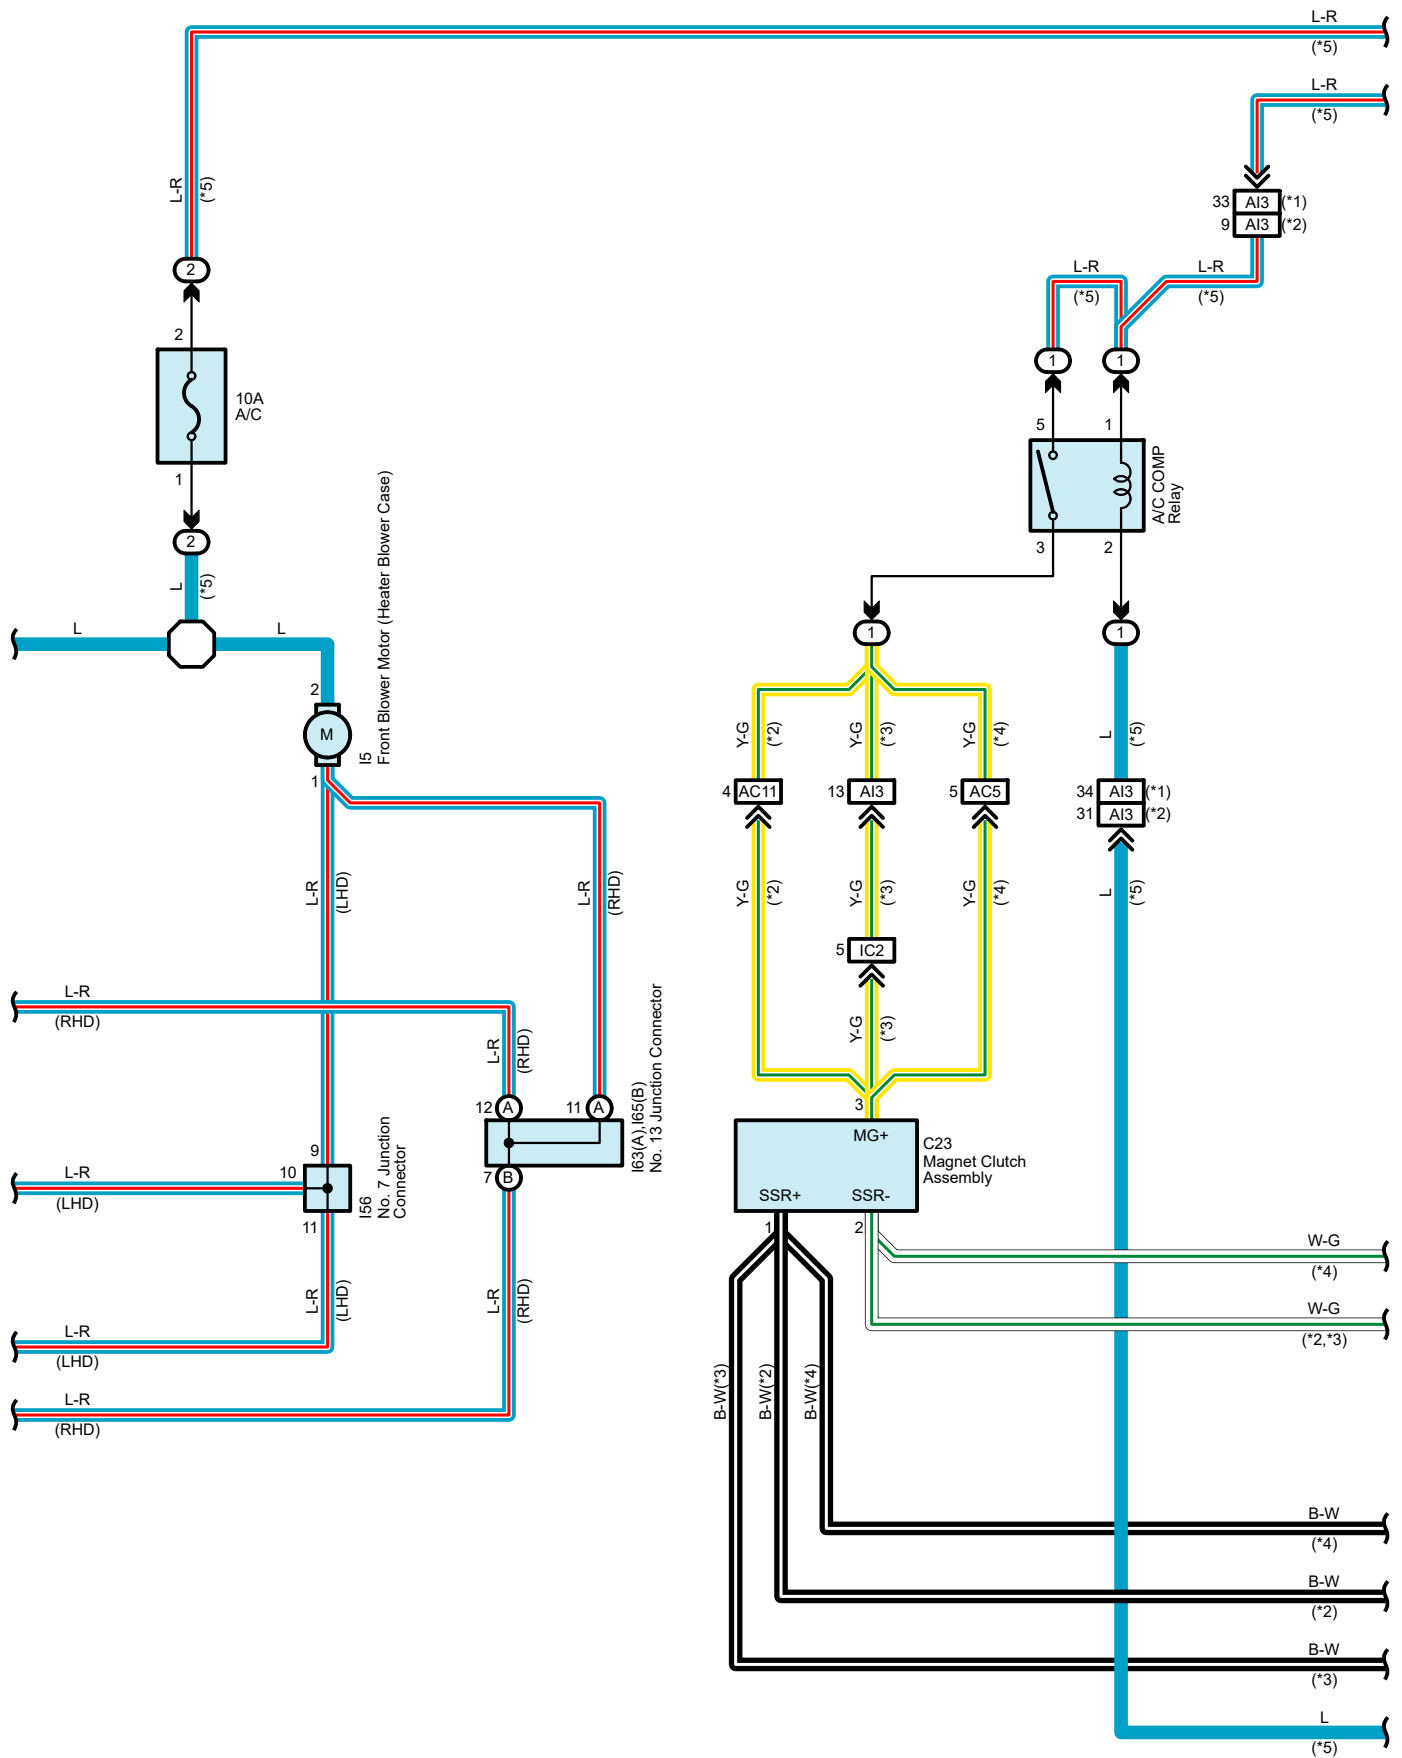 L-R
(*5)
L-R
(*5)
L-R
(*5)
33 AI3 (*1)
9 AI3 (*2)
2
L-R
(*5)
L-R
(*5)
2
1
1
10A
A/C
5
1
A/C COMP
Relay
1
3
2
2
L
(*5)
L
L
1
1
2
M
1
I5
Front Blower Motor (Heater Blower Case)
Y-G
(*2)
Y-G
(*3)
Y-G
(*4)
L
(*5)
4 AC11
13 AI3
5 AC5
34 AI3 (*1)
31 AI3 (*2)
L-R
(LHD)
L-R
(RHD)
Y-G
(*2)
Y-G
(*3)
Y-G
(*4)
L
(*5)
5 IC2
L-R
(RHD)
L-R
(RHD)
Y-G
(*3)
12 A
11 A
I63(A),I65(B)
No. 13 Junction Connector
3
MG+
C23
Magnet Clutch
Assembly
9
L-R
(LHD)
10
7 B
I56
No. 7 Junction
Connector
SSR+
SSR-
11
1
2
W-G
(*4)
L-R
(LHD)
L-R
(RHD)
W-G
(*2,*3)
L-R
(LHD)
L-R
(RHD)
B-W(*3)
B-W(*2)
B-W(*4)
B-W
(*4)
B-W
(*2)
B-W
(*3)
L
(*5)